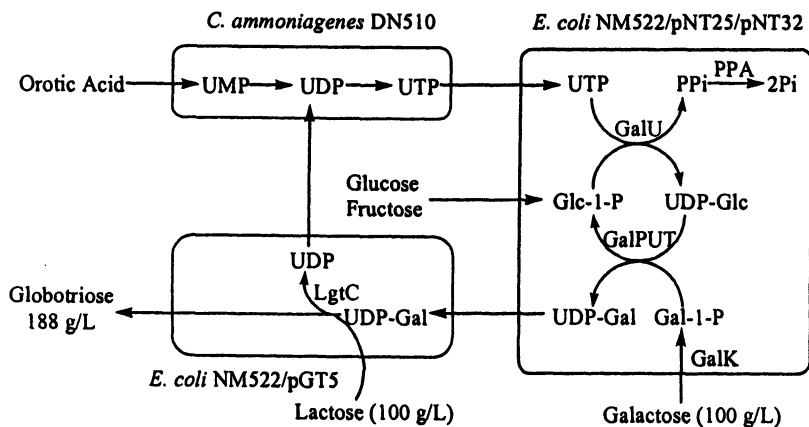 C. ammoniagenes DN510
E. coli NM522/pNT25/pNT32
Orotic Acid
UMP
UDP
UTP
UTP
PPi
PPA
2Pi
GalU
Glucose
Fructose
Glc-1-P
UDP-Glc
GalPUT
UDP
LgtC
Globotriose
188 g/L
UDP-Gal
UDP-Gal
Gal-1-P
GalK
E. coli NM522/pGT5
Lactose (100 g/L)
Galactose (100 g/L)